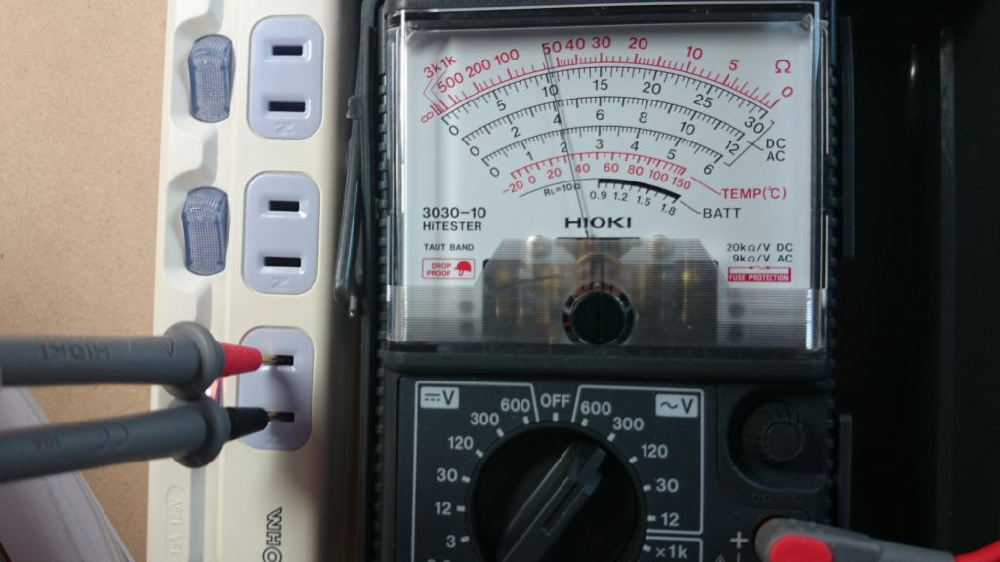 3k 1k 500 200 100 50 40 30 20 10 5 0 Ω
∞
0 5 10 15 20 25 30
0 2 4 6 8 10 12
DC
AC
0 1 2 3 4 5 6
-20 0 20 40 60 80 100 150
TEMP(℃)
0.9 1.2 1.5 1.8
BATT
3030-10
HiTESTER
HIOKI
TAUT BAND
DROP
PROOF
20kΩ/V DC
9kΩ/V AC
FUSE PROTECTION
HIOKI
N
N
V
600
300
120
30
12
3
OFF
~V
600
300
120
30
12
×1k
+
15A 125V